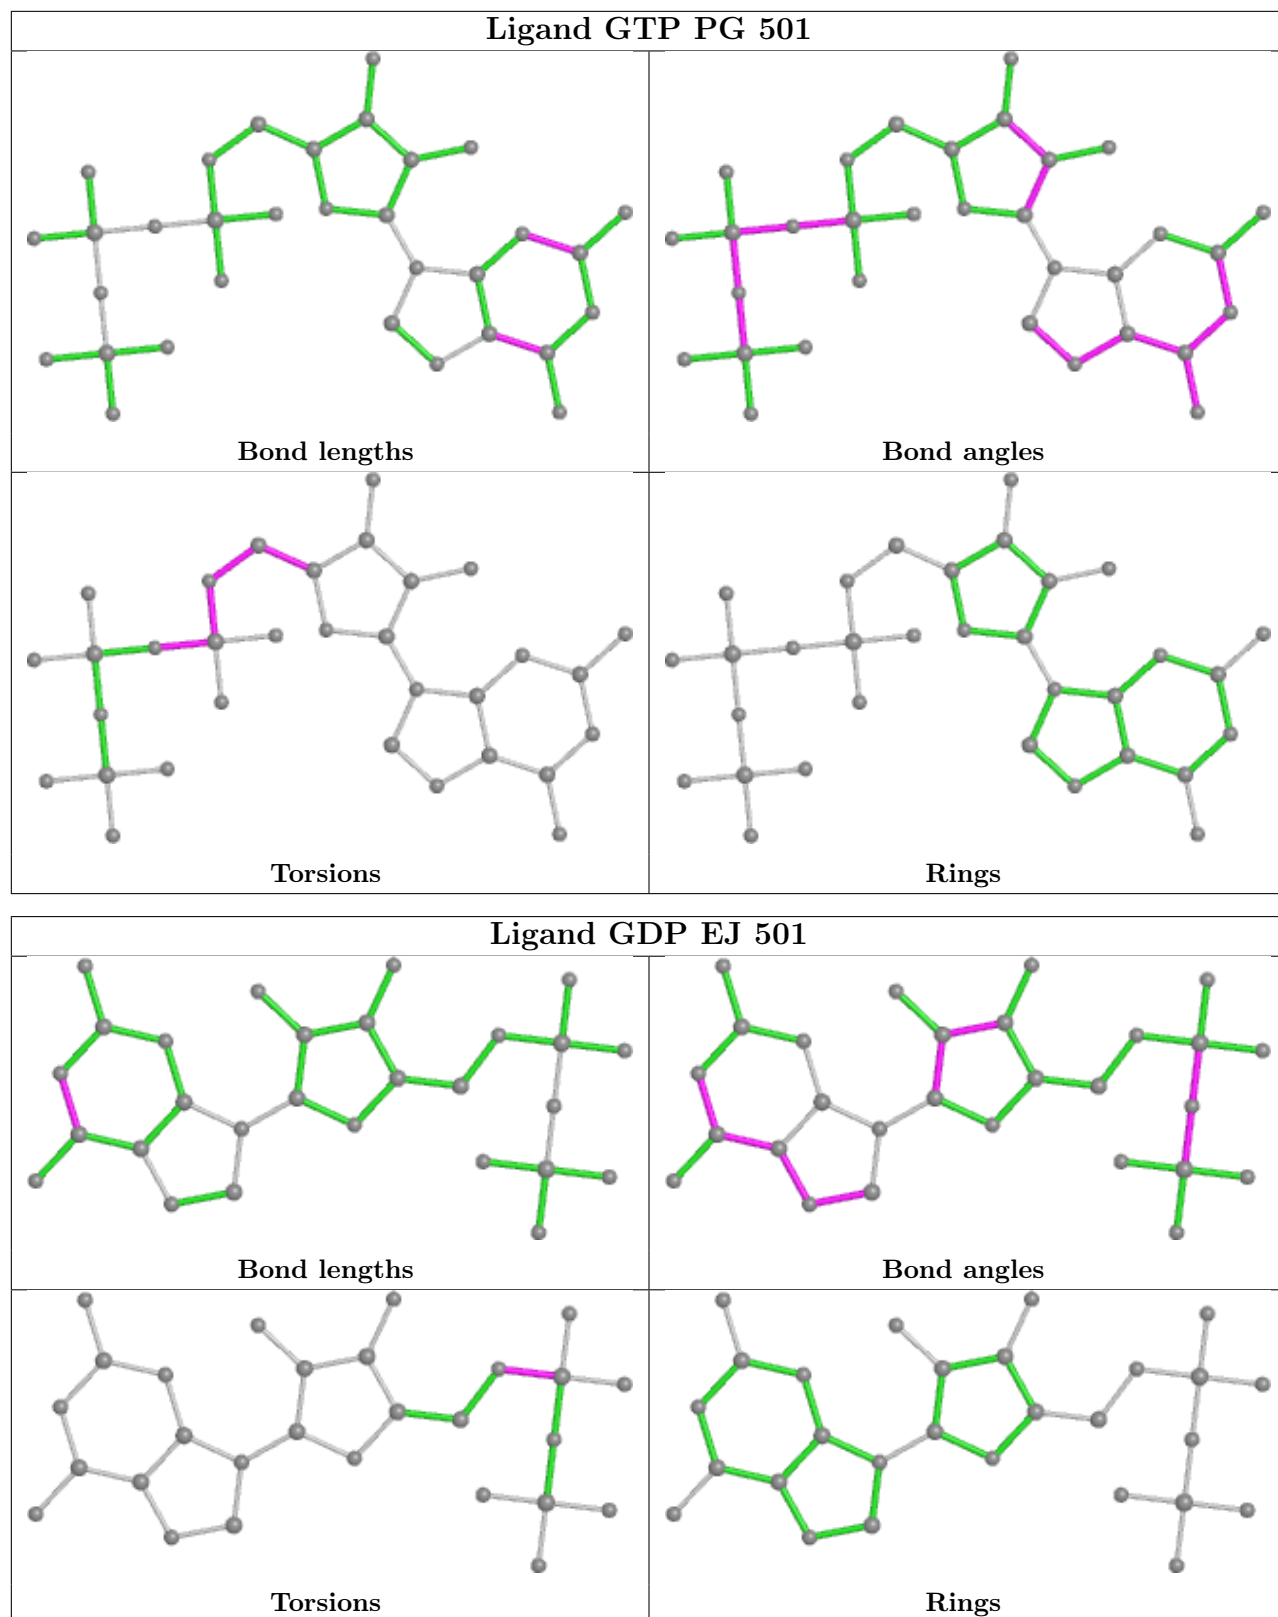 Ligand GTP PG 501
Bond lengths
Bond angles
Torsions
Rings
Ligand GDP EJ 501
Bond lengths
Bond angles
Torsions
Rings